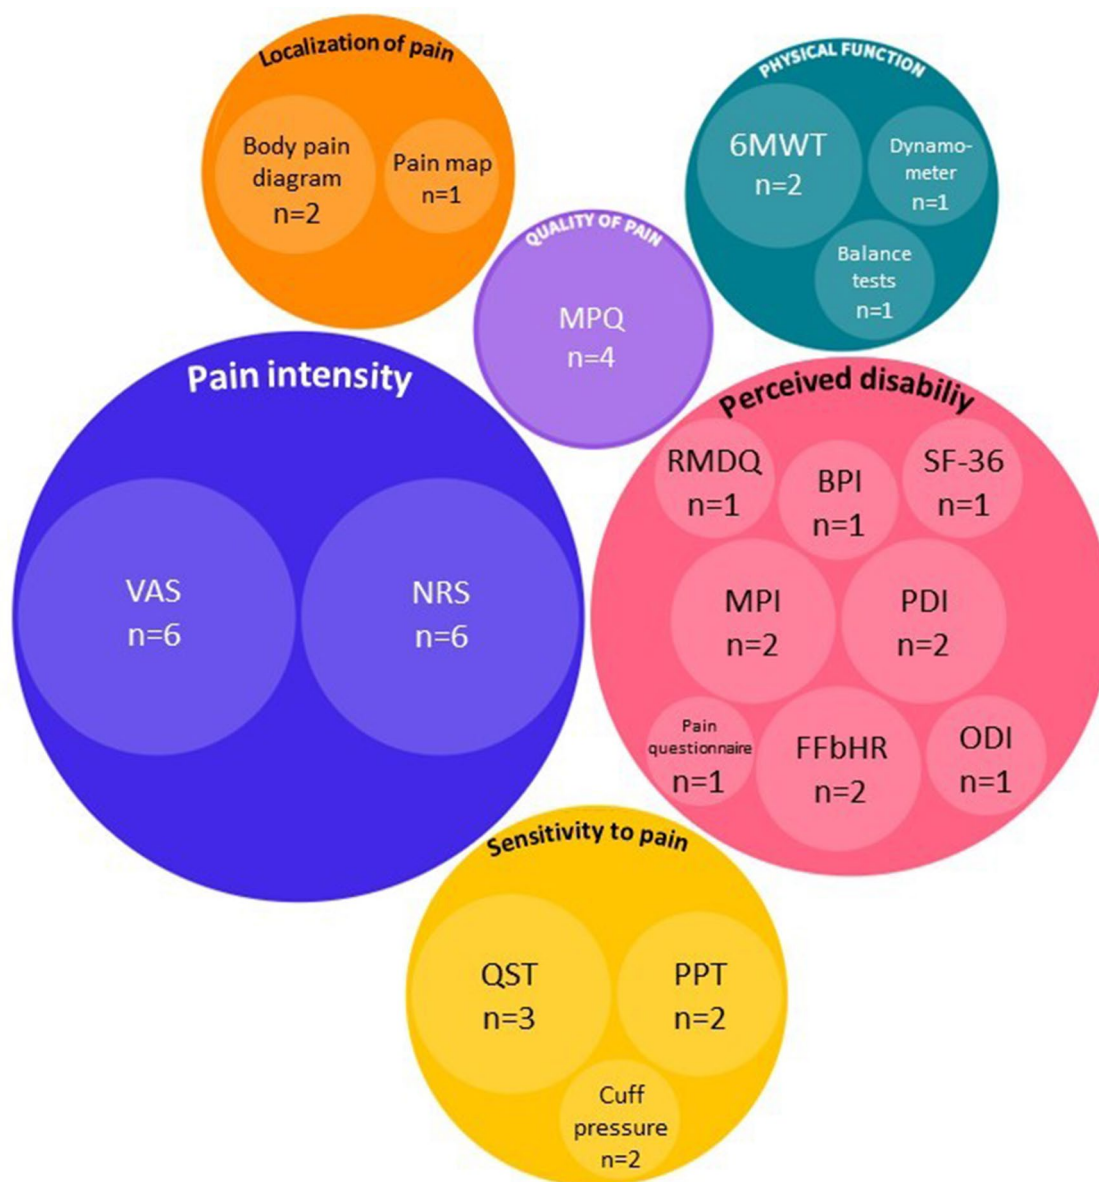 Localization of pain
Body pain
diagram
n=2
Pain map
n=1
PHYSICAL FUNCTION
6MWT
n=2
Dynamo-
meter
n=1
Balance
tests
n=1
QUALITY OF PAIN
MPQ
n=4
Pain intensity
VAS
n=6
NRS
n=6
Perceived disabiliy
RMDQ
n=1
BPI
n=1
SF-36
n=1
MPI
n=2
PDI
n=2
Pain
questionnaire
n=1
FFbHR
n=2
ODI
n=1
Sensitivity to pain
QST
n=3
PPT
n=2
Cuff
pressure
n=2